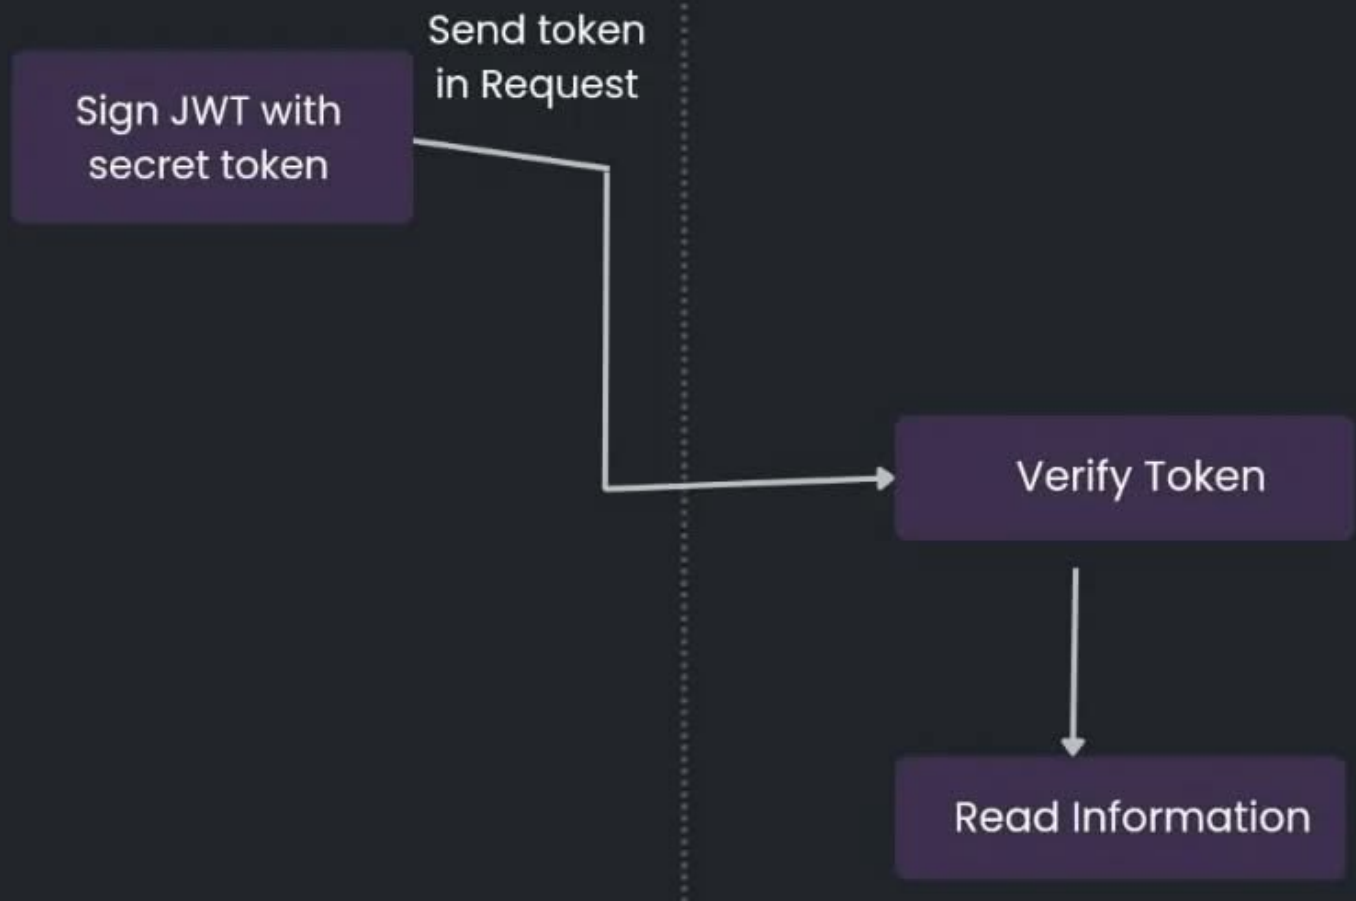 Send token
in Request
Sign JWT with
secret token
Verify Token
Read Information